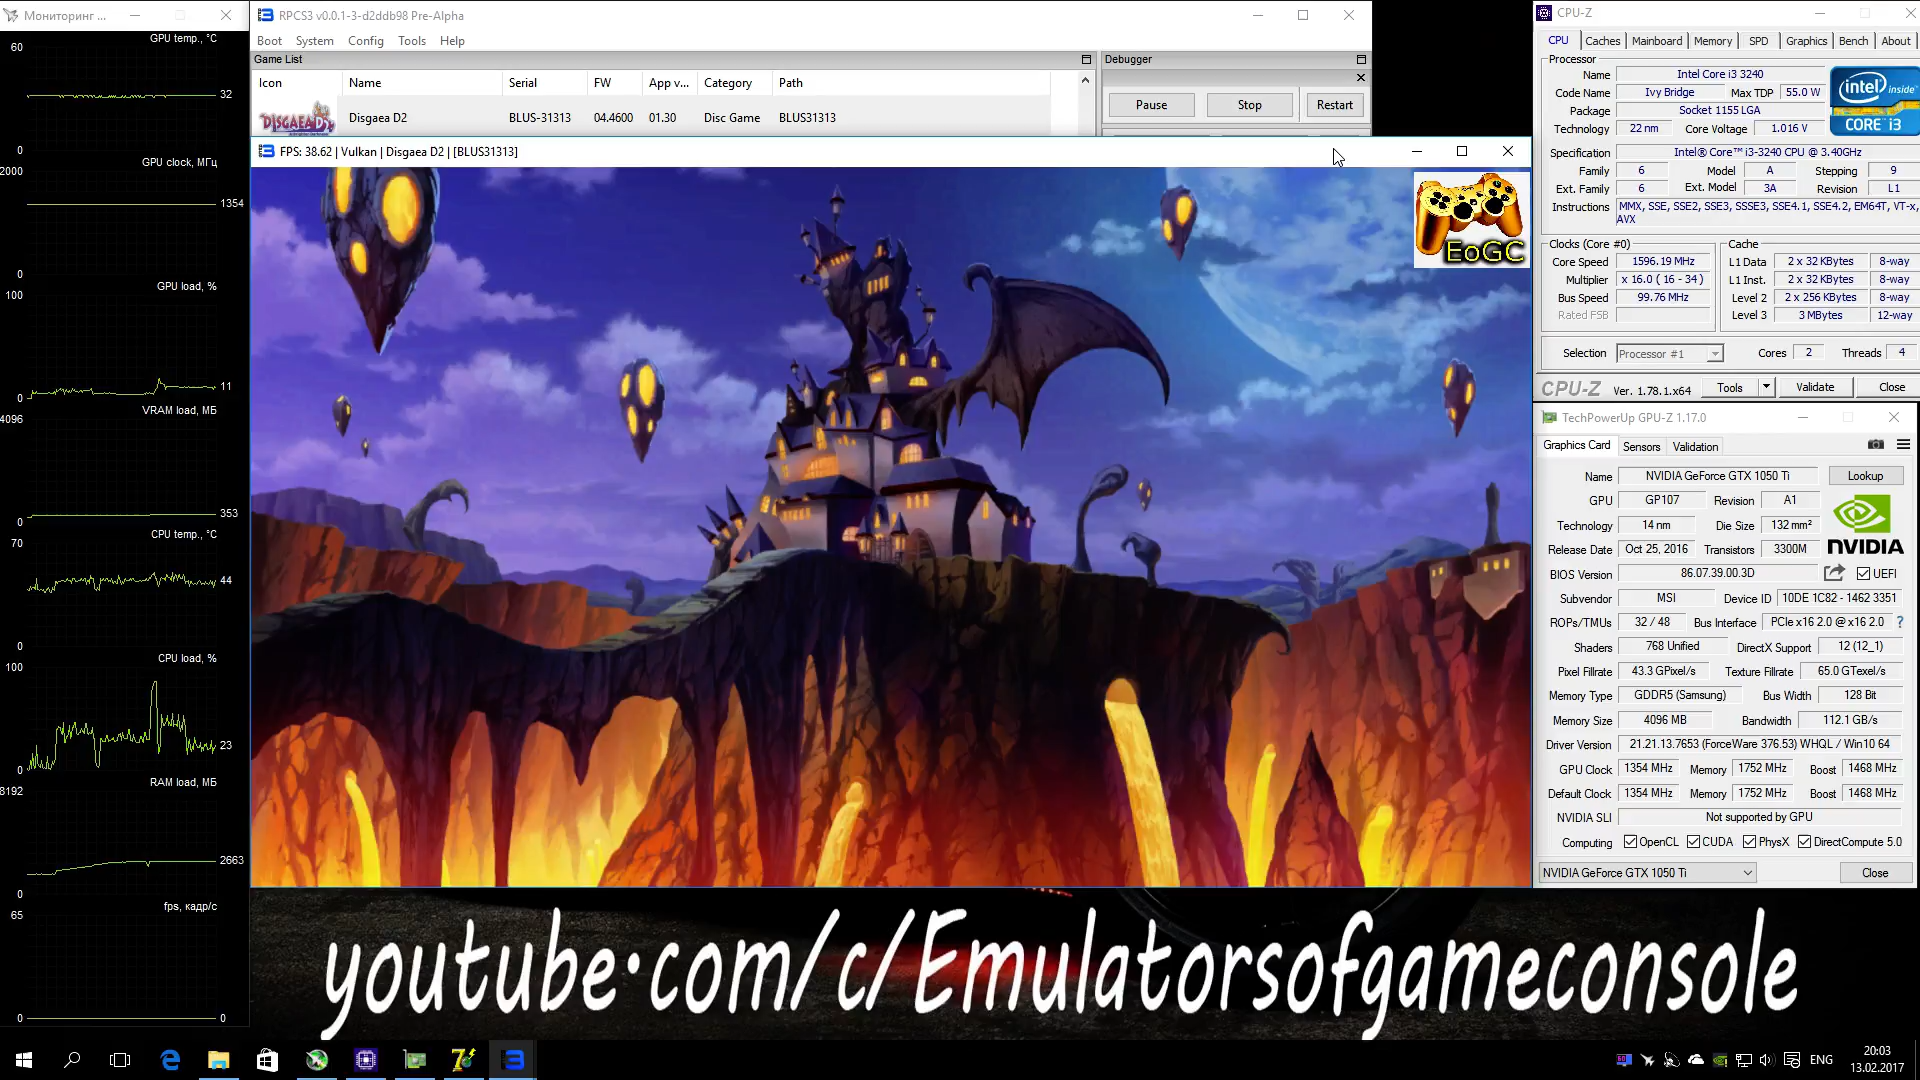 Мониторинг ...
GPU temp., °C
60
32
0
GPU clock, МГц
2000
1354
0
GPU load, %
100
11
0
VRAM load, МБ
4096
353
0
CPU temp., °C
70
44
0
CPU load, %
100
23
0
RAM load, МБ
8192
2663
0
fps, кадр/с
65
0
0
RPCS3 v0.0.1-3-d2ddb98 Pre-Alpha
Boot System Config Tools Help
Game List
Icon Name Serial FW App v... Category Path
DISGAEA D2 Disgaea D2 BLUS-31313 04.4600 01.30 Disc Game BLUS31313
Debugger
Pause Stop Restart
FPS: 38.62 | Vulkan | Disgaea D2 | [BLUS31313]
EoGC
CPU-Z
CPU Caches Mainboard Memory SPD Graphics Bench About
Processor
Name Intel Core i3 3240
Code Name Ivy Bridge Max TDP 55.0 W
Package Socket 1155 LGA
Technology 22 nm Core Voltage 1.016 V
intel inside™
CORE i3
Specification Intel® Core™ i3-3240 CPU @ 3.40GHz
Family 6 Model A Stepping 9
Ext. Family 6 Ext. Model 3A Revision L1
Instructions MMX, SSE, SSE2, SSE3, SSSE3, SSE4.1, SSE4.2, EM64T, VT-x,
AVX
Clocks (Core #0) Cache
Core Speed 1596.19 MHz L1 Data 2 x 32 KBytes 8-way
Multiplier x 16.0 ( 16 - 34 ) L1 Inst. 2 x 32 KBytes 8-way
Bus Speed 99.76 MHz Level 2 2 x 256 KBytes 8-way
Rated FSB Level 3 3 MBytes 12-way
Selection Processor #1 Cores 2 Threads 4
CPU-Z Ver. 1.78.1.x64 Tools Validate Close
TechPowerUp GPU-Z 1.17.0
Graphics Card Sensors Validation
Name NVIDIA GeForce GTX 1050 Ti Lookup
GPU GP107 Revision A1
Technology 14 nm Die Size 132 mm²
Release Date Oct 25, 2016 Transistors 3300M
NVIDIA
BIOS Version 86.07.39.00.3D UEFI
Subvendor MSI Device ID 10DE 1C82 - 1462 3351
ROPs/TMUs 32 / 48 Bus Interface PCIe x16 2.0 @ x16 2.0 ?
Shaders 768 Unified DirectX Support 12 (12_1)
Pixel Fillrate 43.3 GPixel/s Texture Fillrate 65.0 GTexel/s
Memory Type GDDR5 (Samsung) Bus Width 128 Bit
Memory Size 4096 MB Bandwidth 112.1 GB/s
Driver Version 21.21.13.7653 (ForceWare 376.53) WHQL / Win10 64
GPU Clock 1354 MHz Memory 1752 MHz Boost 1468 MHz
Default Clock 1354 MHz Memory 1752 MHz Boost 1468 MHz
NVIDIA SLI Not supported by GPU
Computing OpenCL CUDA PhysX DirectCompute 5.0
NVIDIA GeForce GTX 1050 Ti Close
youtube.com/c/Emulatorsofgameconsole
ENG
20:03
13.02.2017